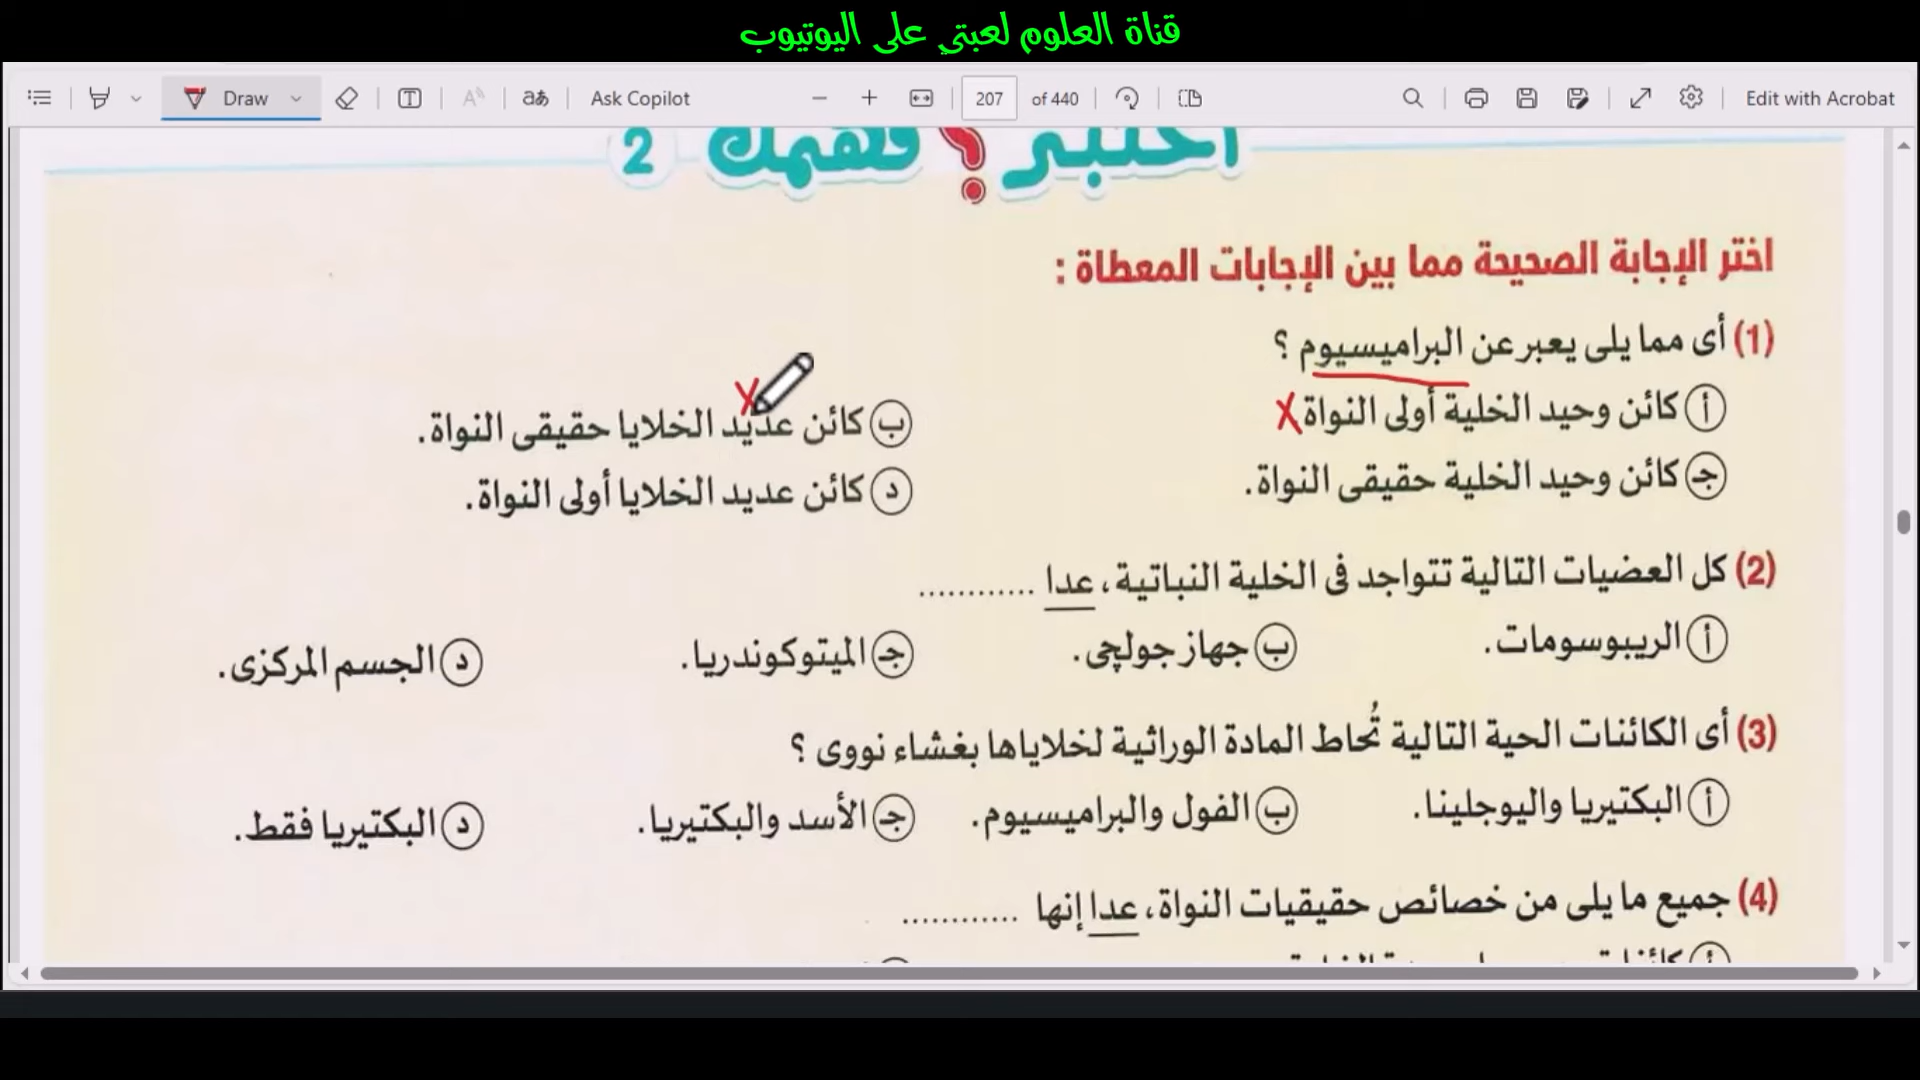 قناة العلوم لعبتي على اليوتيوب
Draw
Ask Copilot
207 of 440
Edit with Acrobat
اختبر فهمك 2
اختر الإجابة الصحيحة مما بين الإجابات المعطاة :
(1) أى مما يلى يعبر عن البراميسيوم ؟
أ كائن وحيد الخلية أولى النواة X
ب كائن عديد الخلايا حقيقى النواة.
X
جـ كائن وحيد الخلية حقيقى النواة.
د كائن عديد الخلايا أولى النواة.
(2) كل العضيات التالية تتواجد فى الخلية النباتية، عدا ............
أ الريبوسومات.
ب جهاز جولچى.
جـ الميتوكوندريا.
د الجسم المركزى.
(3) أى الكائنات الحية التالية تُحاط المادة الوراثية لخلاياها بغشاء نووى ؟
أ البكتيريا واليوجلينا.
ب الفول والبراميسيوم.
جـ الأسد والبكتيريا.
د البكتيريا فقط.
(4) جميع ما يلى من خصائص حقيقيات النواة، عدا إنها ............